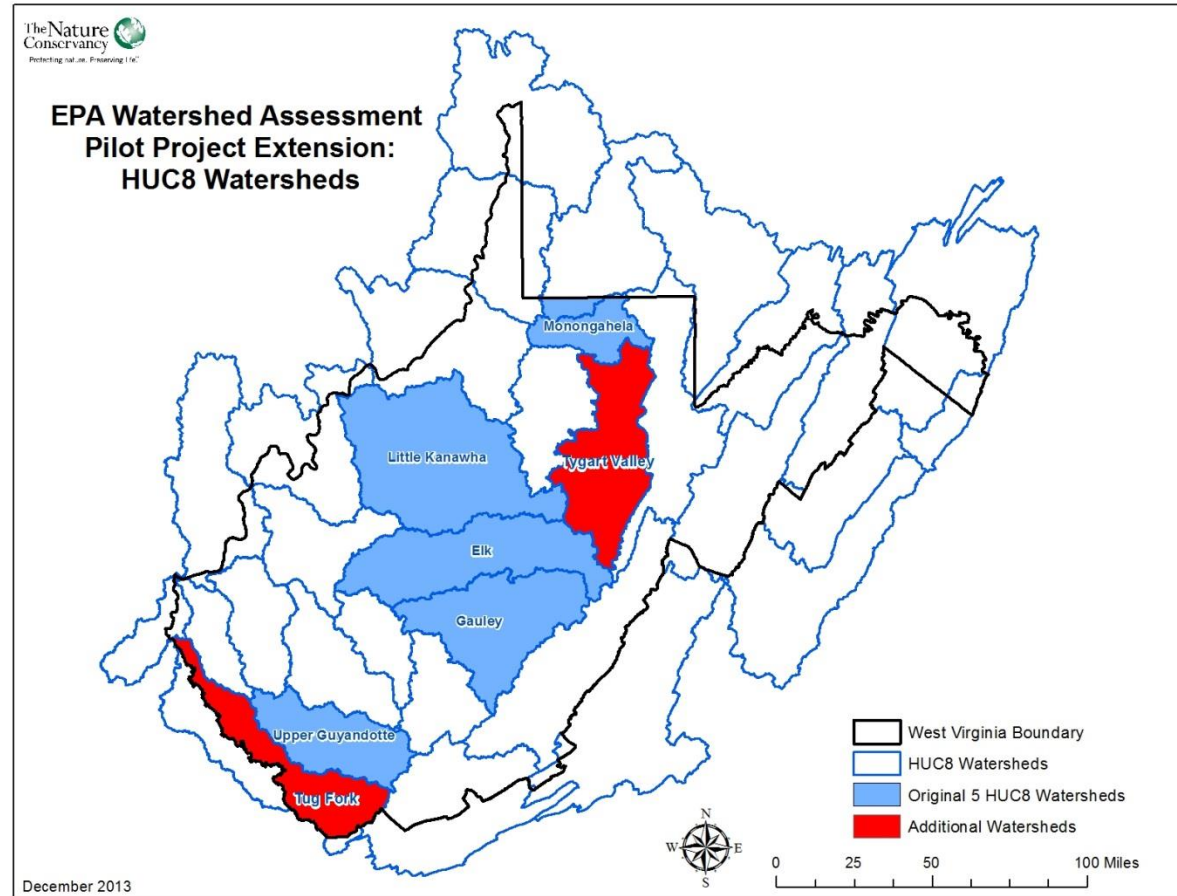 The Nature
Conservancy
Protecting nature. Preserving life.™
EPA Watershed Assessment
Pilot Project Extension:
HUC8 Watersheds
Monongahela
Little Kanawha
Tygart Valley
Elk
Gauley
Upper Guyandotte
Tug Fork
West Virginia Boundary
HUC8 Watersheds
Original 5 HUC8 Watersheds
Additional Watersheds
N
W
E
S
0 25 50 100 Miles
December 2013